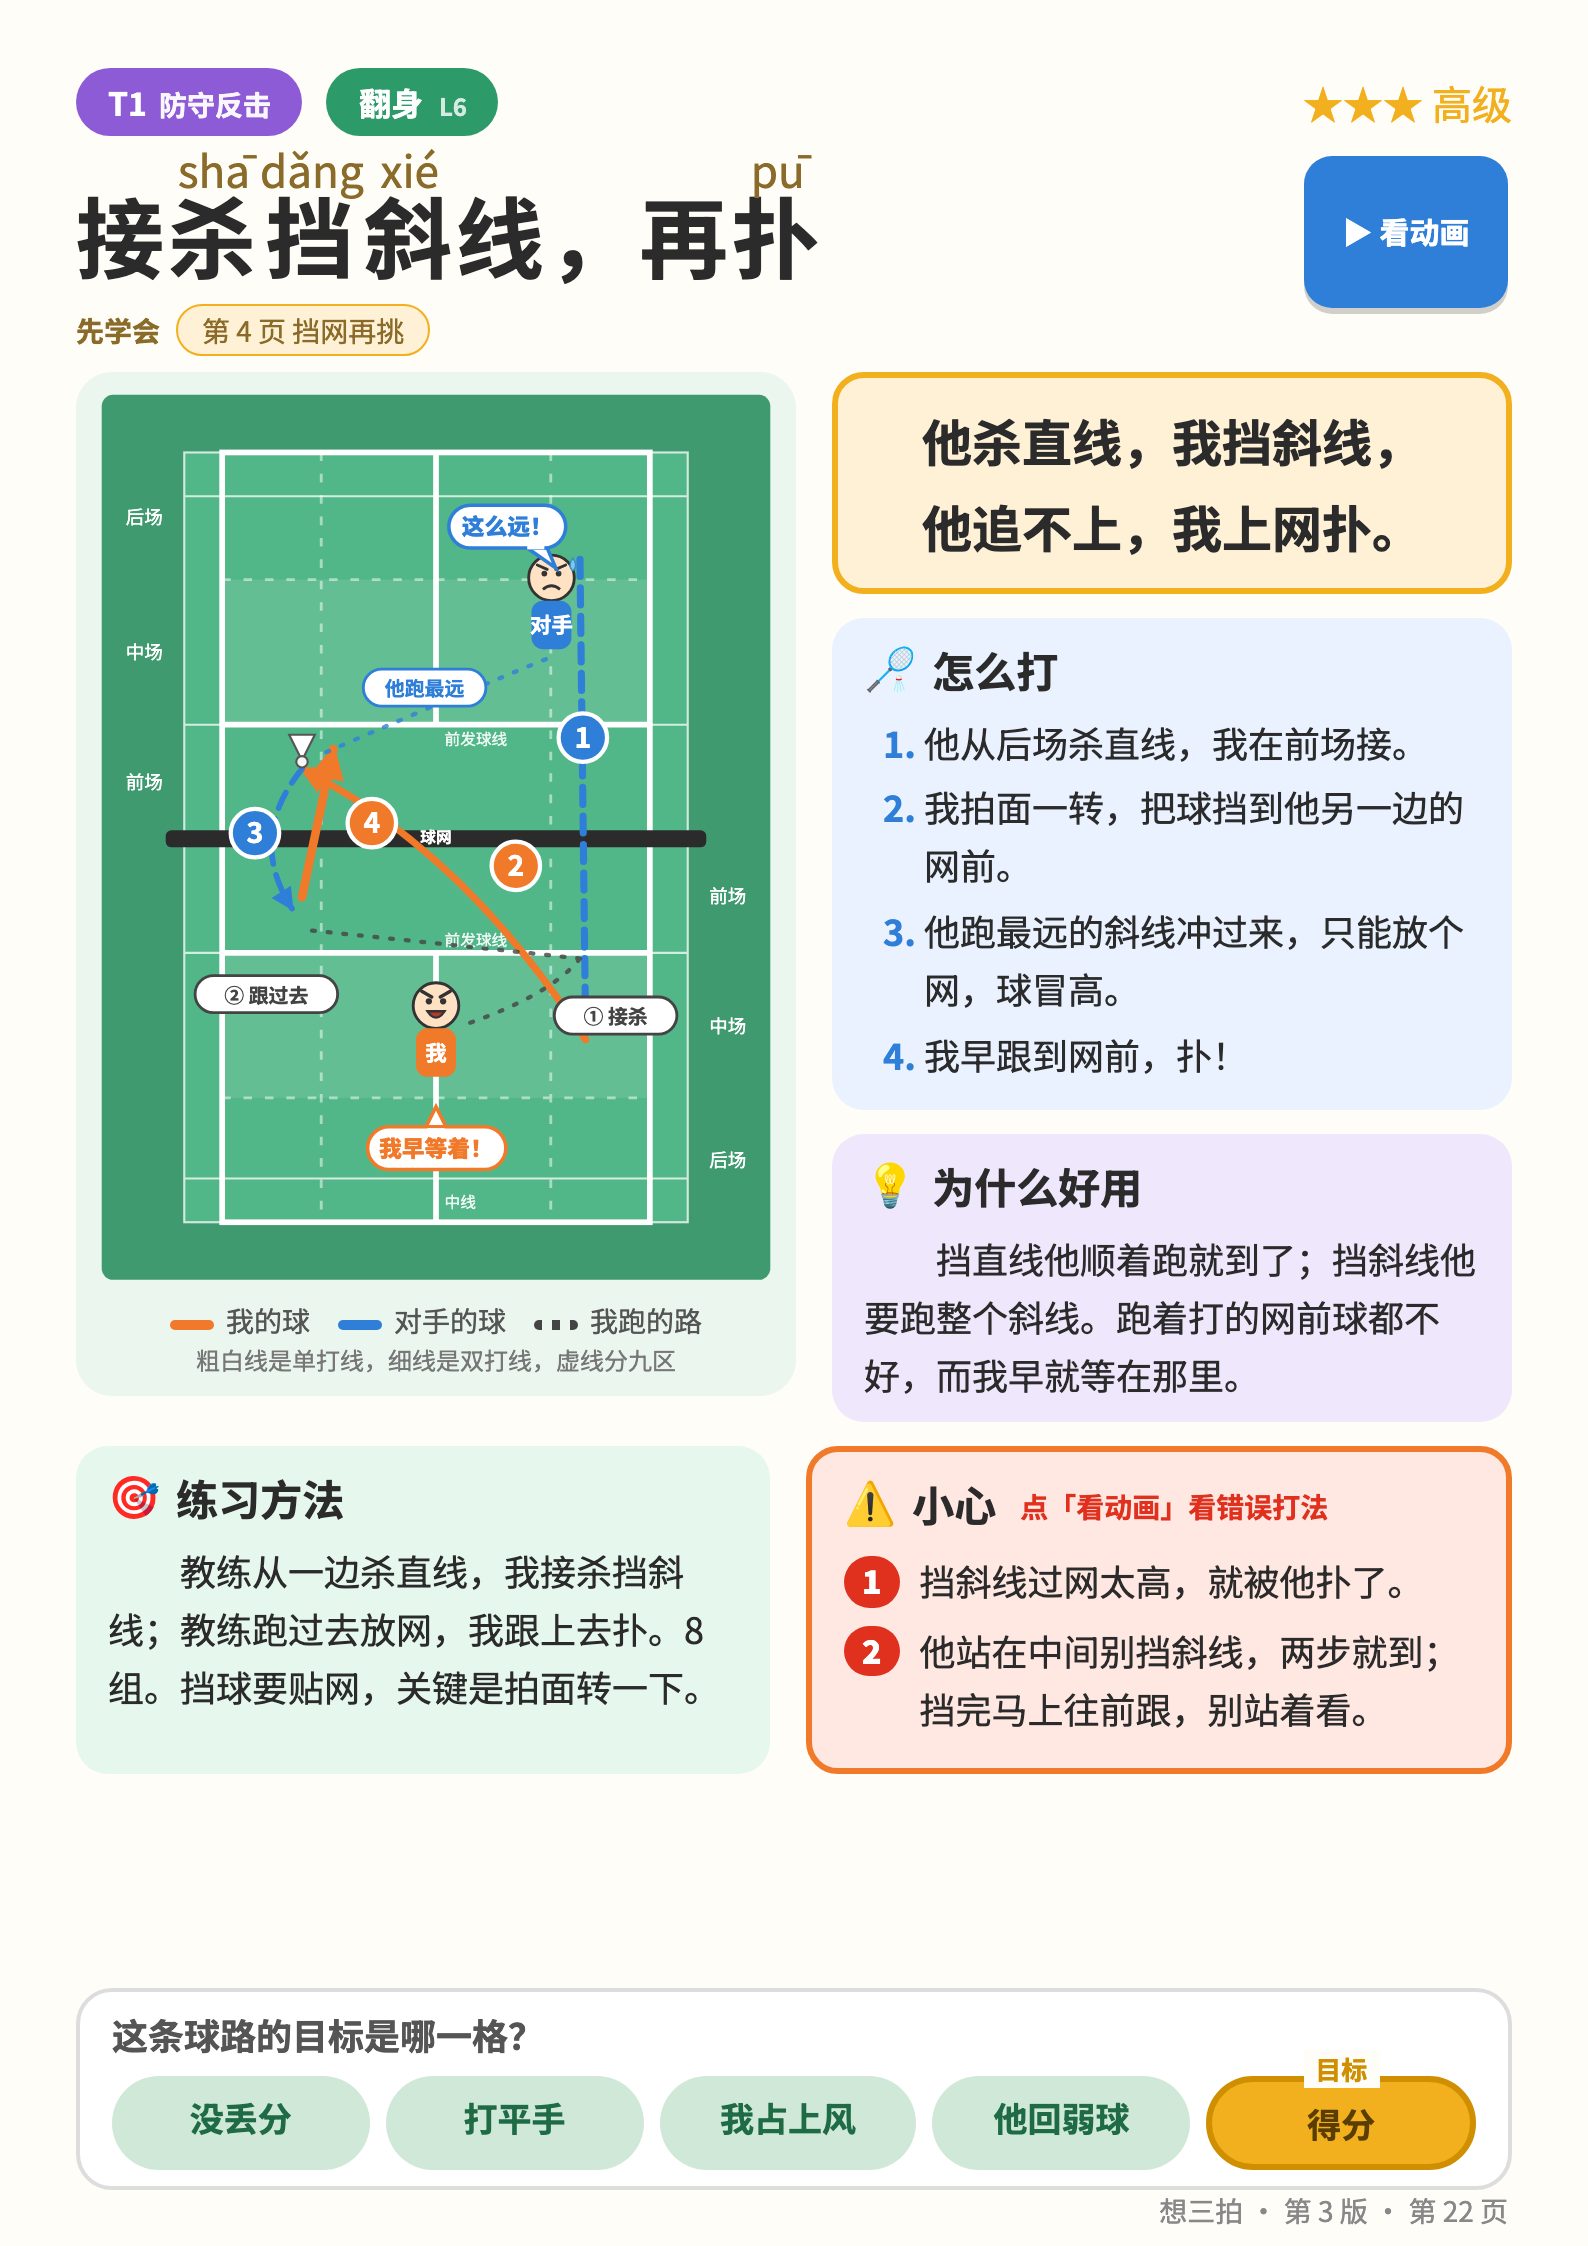 T1 防守反击
翻身 L6
★★★ 高级
shā dǎng xié pū
接杀挡斜线，再扑
▶ 看动画
先学会 第 4 页 挡网再挑
后场
这么远！
对手
中场
他跑最远
前发球线
1
前场
3
4
球网
2
前场
前发球线
② 跟过去
① 接杀
中场
我
我早等着！
后场
中线
我的球 对手的球 我跑的路
粗白线是单打线，细线是双打线，虚线分九区
他杀直线，我挡斜线，
他追不上，我上网扑。
怎么打
1. 他从后场杀直线，我在前场接。
2. 我拍面一转，把球挡到他另一边的
网前。
3. 他跑最远的斜线冲过来，只能放个
网，球冒高。
4. 我早跟到网前，扑！
为什么好用
挡直线他顺着跑就到了；挡斜线他
要跑整个斜线。跑着打的网前球都不
好，而我早就等在那里。
练习方法
教练从一边杀直线，我接杀挡斜
线；教练跑过去放网，我跟上去扑。8
组。挡球要贴网，关键是拍面转一下。
小心 点「看动画」看错误打法
1 挡斜线过网太高，就被他扑了。
2 他站在中间别挡斜线，两步就到；
挡完马上往前跟，别站着看。
这条球路的目标是哪一格？
目标
没丢分 打平手 我占上风 他回弱球 得分
想三拍 · 第 3 版 · 第 22 页